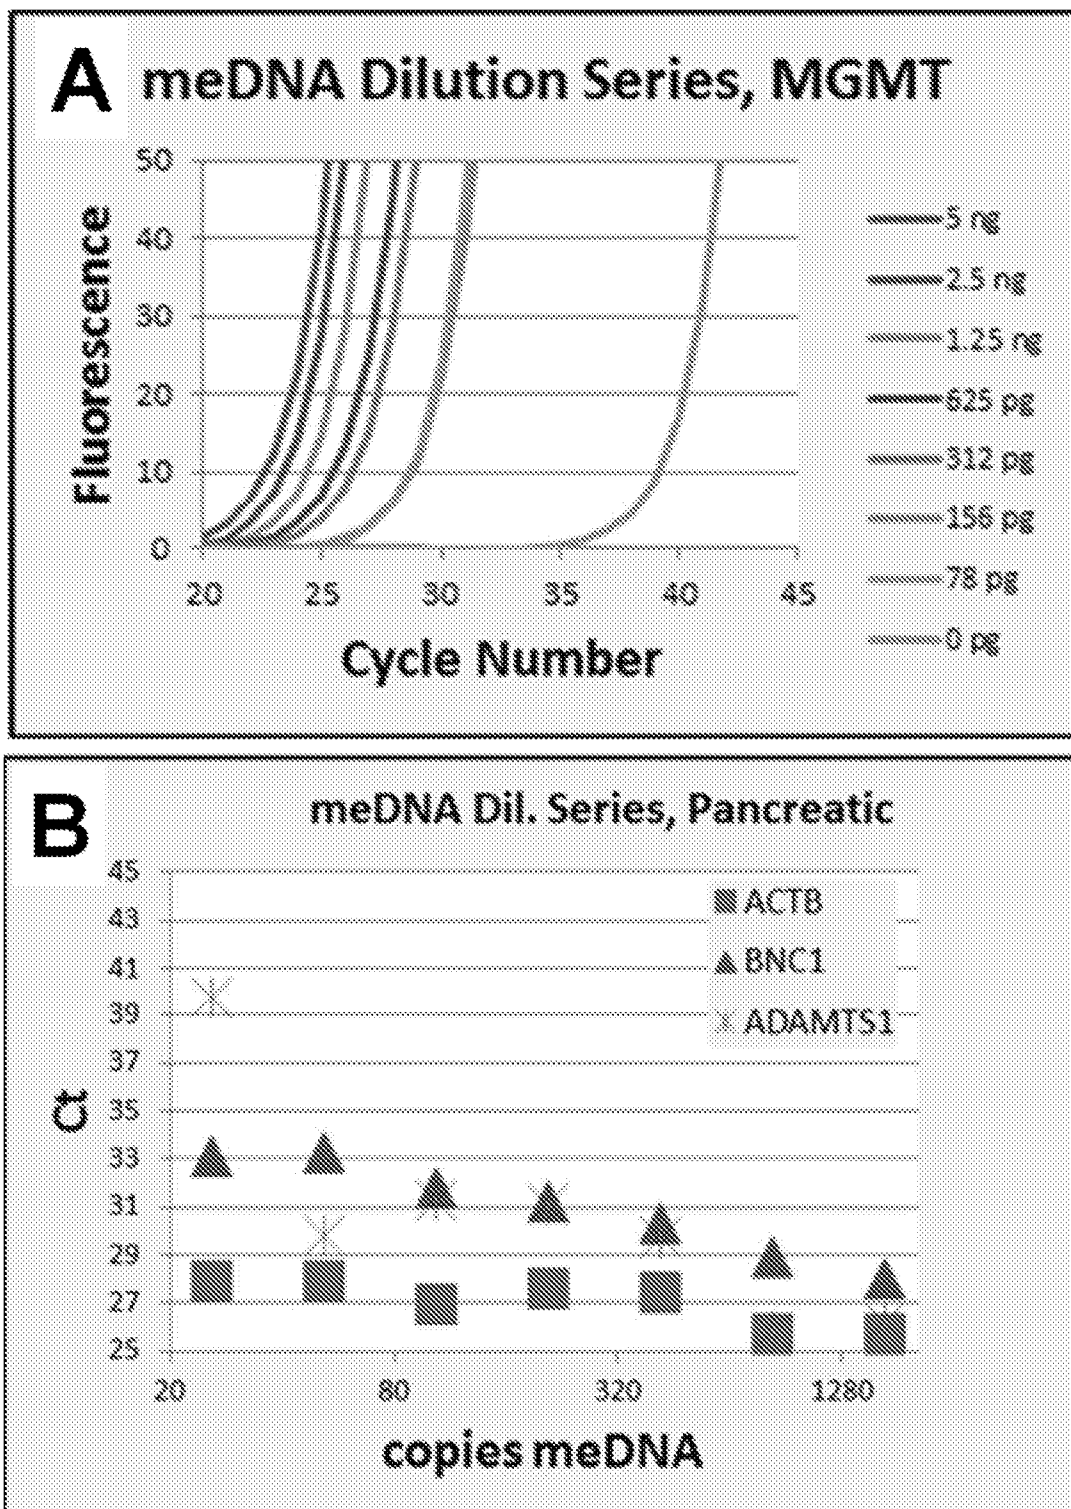 A
meDNA Dilution Series, MGMT
Fluorescence
50
40
30
20
10
0
20 25 30 35 40 45
Cycle Number
5 ng
2.5 ng
1.25 ng
625 pg
312 pg
156 pg
78 pg
0 pg
B
meDNA Dil. Series, Pancreatic
Ct
45
43
41
39
37
35
33
31
29
27
25
ACTB
BNC1
ADAMTS1
20 80 320 1280
copies meDNA